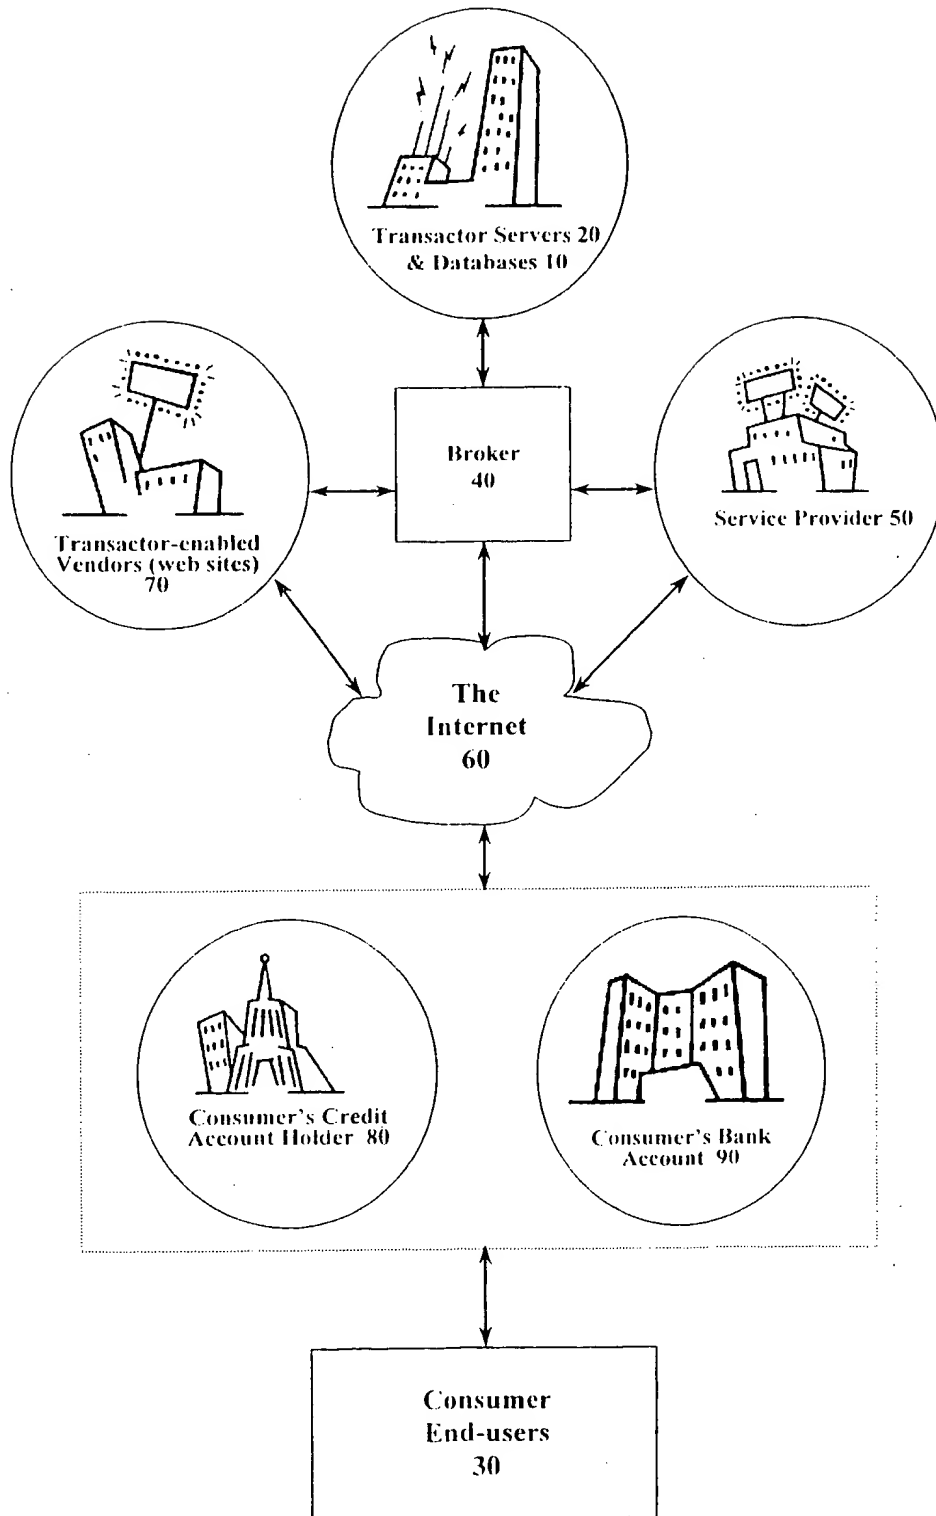 Transactor Servers 20
& Databases 10
Broker
40
Transactor-enabled
Vendors (web sites)
70
Service Provider 50
The
Internet
60
Consumer's Credit
Account Holder 80
Consumer's Bank
Account 90
Consumer
End-users
30